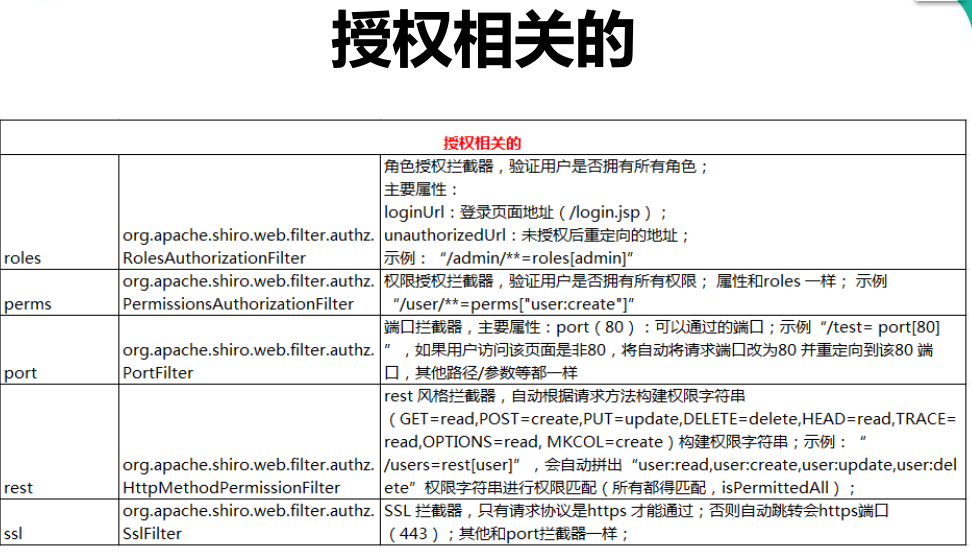 授权相关的
授权相关的
角色授权拦截器，验证用户是否拥有所有角色；
主要属性：
loginUrl：登录页面地址（/login.jsp）；
org.apache.shiro.web.filter.authz.
unauthorizedUrl：未授权后重定向的地址；
roles
RolesAuthorizationFilter
示例：“/admin/**=roles[admin]”
org.apache.shiro.web.filter.authz.
权限授权拦截器，验证用户是否拥有所有权限； 属性和roles 一样； 示例
perms
PermissionsAuthorizationFilter
“/user/**=perms["user:create"]”
端口拦截器，主要属性：port（80）：可以通过的端口；示例“/test= port[80]
org.apache.shiro.web.filter.authz.
”，如果用户访问该页面是非80，将自动将请求端口改为80 并重定向到该80 端
port
PortFilter
口，其他路径/参数等都一样
rest 风格拦截器，自动根据请求方法构建权限字符串
（GET=read,POST=create,PUT=update,DELETE=delete,HEAD=read,TRACE=
read,OPTIONS=read, MKCOL=create）构建权限字符串；示例：“
org.apache.shiro.web.filter.authz.
/users=rest[user]”，会自动拼出“user:read,user:create,user:update,user:del
rest
HttpMethodPermissionFilter
ete”权限字符串进行权限匹配（所有都得匹配，isPermittedAll）；
org.apache.shiro.web.filter.authz.
SSL 拦截器，只有请求协议是https 才能通过；否则自动跳转会https端口
ssl
SslFilter
（443）；其他和port拦截器一样；